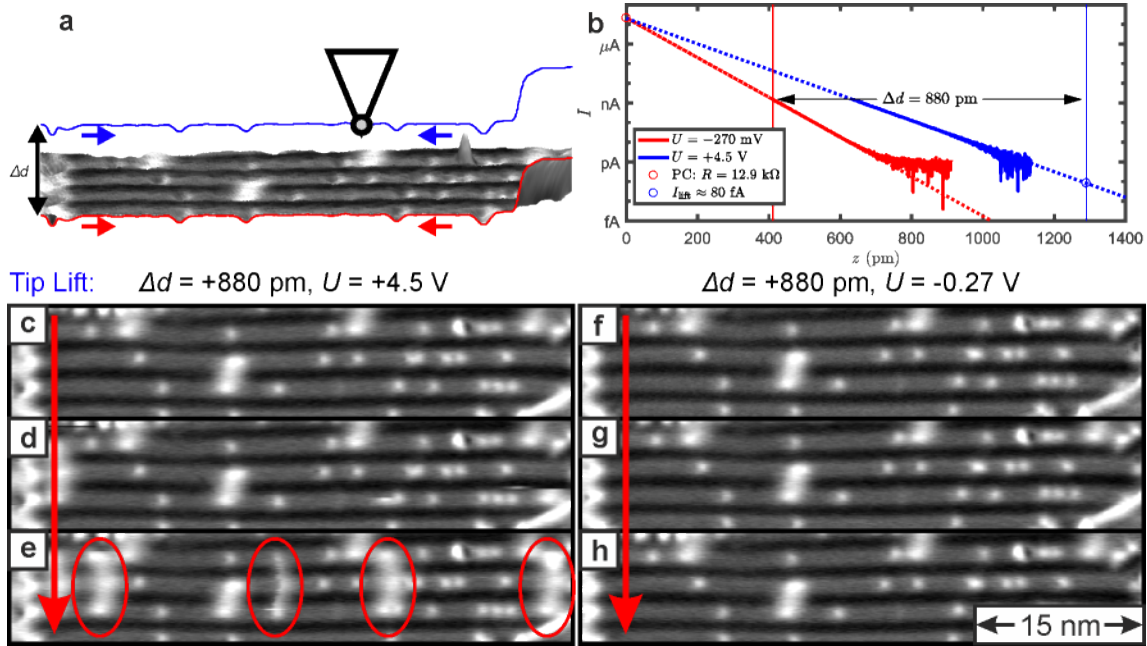 a
Δd
b
I
μA
nA
pA
fA
Δd = 880 pm
U = −270 mV
U = +4.5 V
PC: R = 12.9 kΩ
I_lift ≈ 80 fA
0 200 400 600 800 1000 1200 1400
z (pm)
Tip Lift: Δd = +880 pm, U = +4.5 V
Δd = +880 pm, U = -0.27 V
c
f
d
g
e
h
15 nm